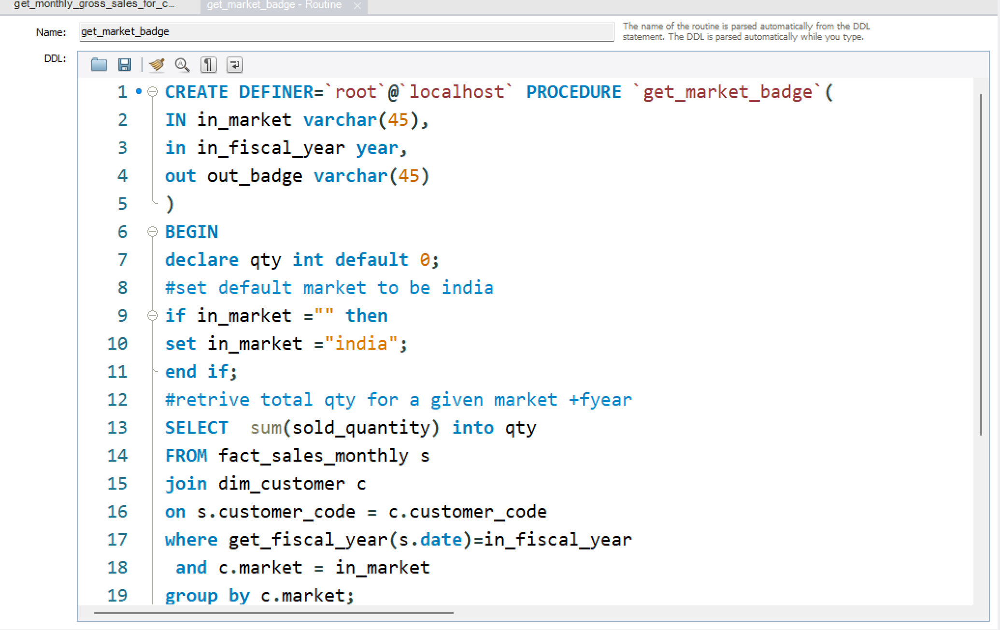 get_monthly_gross_sales_for_c...
get_market_badge - Routine
Name:
get_market_badge
The name of the routine is parsed automatically from the DDL
statement. The DDL is parsed automatically while you type.
DDL:
1 CREATE DEFINER=`root`@`localhost` PROCEDURE `get_market_badge`(
2 IN in_market varchar(45),
3 in in_fiscal_year year,
4 out out_badge varchar(45)
5 )
6 BEGIN
7 declare qty int default 0;
8 #set default market to be india
9 if in_market ="" then
10 set in_market ="india";
11 end if;
12 #retrive total qty for a given market +fyear
13 SELECT  sum(sold_quantity) into qty
14 FROM fact_sales_monthly s
15 join dim_customer c
16 on s.customer_code = c.customer_code
17 where get_fiscal_year(s.date)=in_fiscal_year
18  and c.market = in_market
19 group by c.market;